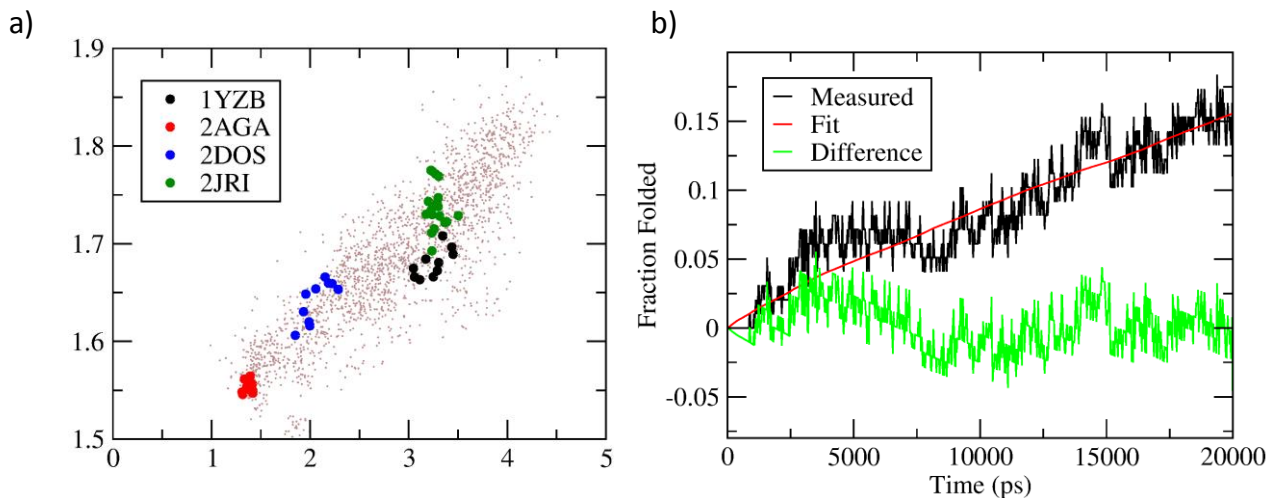 a)
1.9
1.8
1.7
1.6
1.5
0
1
2
3
4
5
1YZB
2AGA
2DOS
2JRI
b)
Fraction Folded
0.15
0.1
0.05
0
-0.05
Measured
Fit
Difference
0
5000
10000
15000
20000
Time (ps)